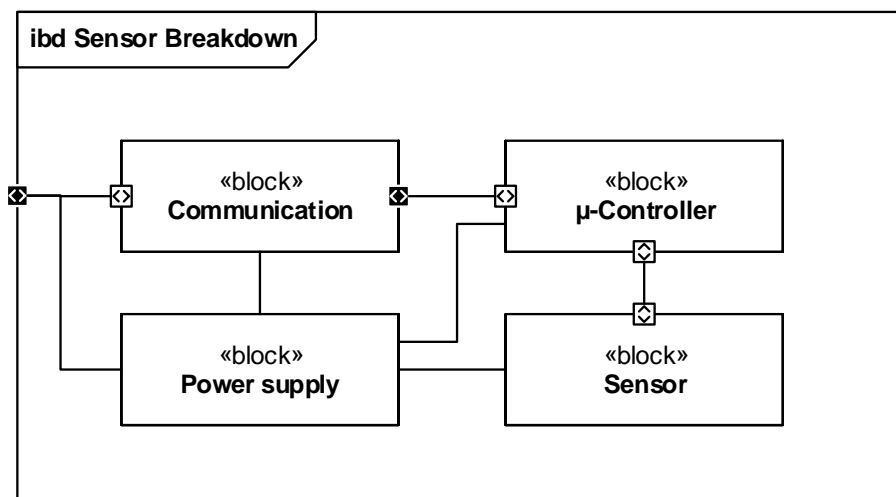 ibd Sensor Breakdown
«block»
Communication
«block»
µ-Controller
«block»
Power supply
«block»
Sensor